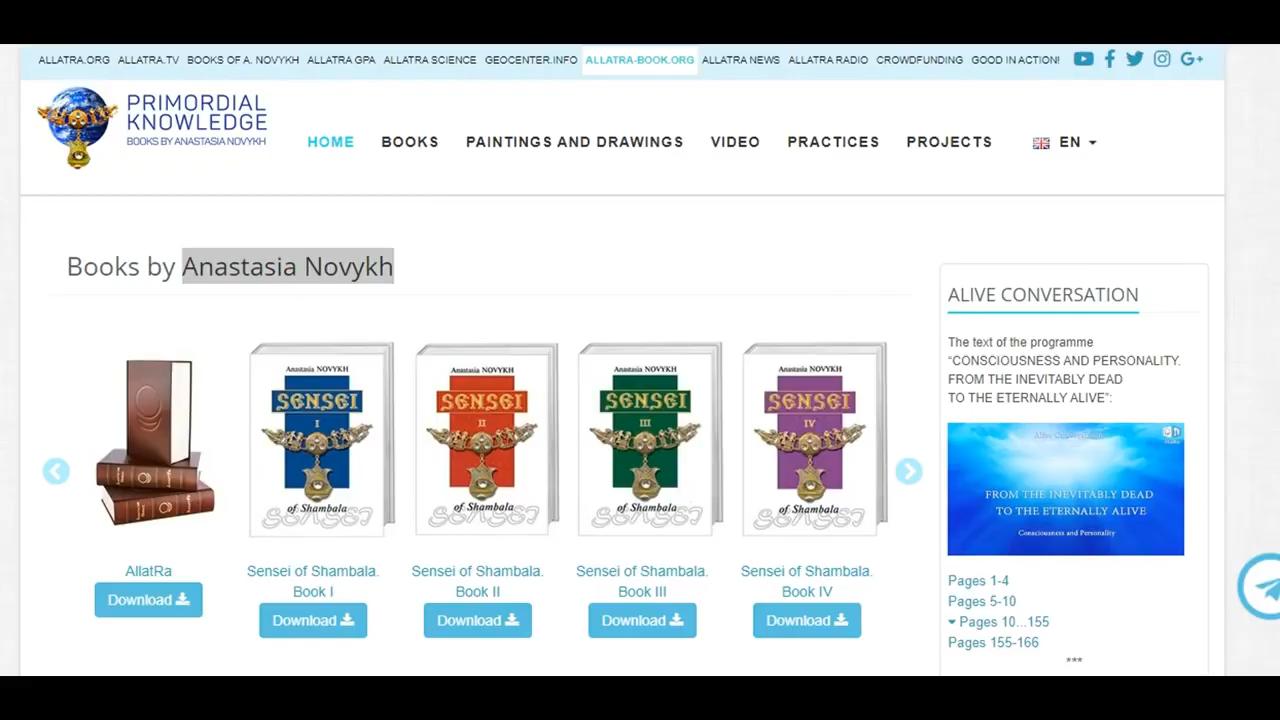 ALLATRA.ORG ALLATRA.TV BOOKS OF A. NOVYKH ALLATRA GPA ALLATRA SCIENCE GEOCENTER.INFO ALLATRA-BOOK.ORG ALLATRA NEWS ALLATRA RADIO CROWDFUNDING GOOD IN ACTION!
PRIMORDIAL
KNOWLEDGE
BOOKS BY ANASTASIA NOVYKH
HOME BOOKS PAINTINGS AND DRAWINGS VIDEO PRACTICES PROJECTS EN
Books by Anastasia Novykh
Anastasia NOVYKH
SENSEI
I
of Shambala
SENSEI
Anastasia NOVYKH
SENSEI
II
of Shambala
SENSEI
Anastasia NOVYKH
SENSEI
III
of Shambala
SENSEI
Anastasia NOVYKH
SENSEI
IV
of Shambala
SENSEI
AllatRa
Download
Sensei of Shambala.
Book I
Download
Sensei of Shambala.
Book II
Download
Sensei of Shambala.
Book III
Download
Sensei of Shambala.
Book IV
Download
ALIVE CONVERSATION
The text of the programme
“CONSCIOUSNESS AND PERSONALITY.
FROM THE INEVITABLY DEAD
TO THE ETERNALLY ALIVE”:
Alive Conversation
FROM THE INEVITABLY DEAD
TO THE ETERNALLY ALIVE
Consciousness and Personality
Pages 1-4
Pages 5-10
Pages 10...155
Pages 155-166
***